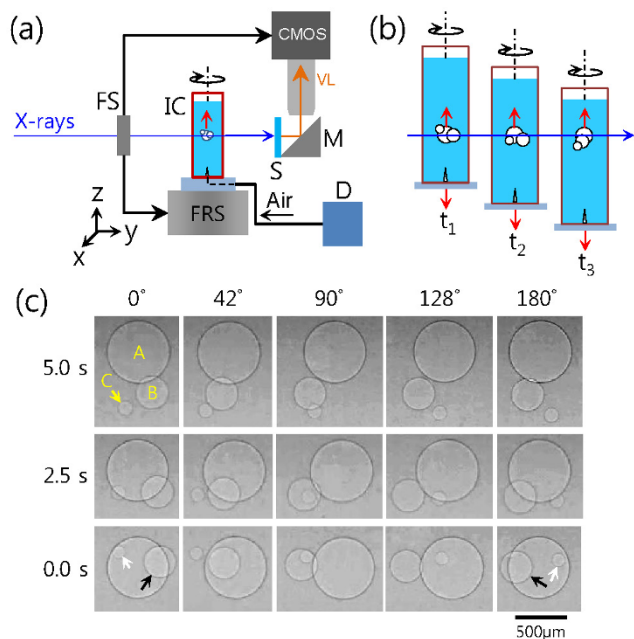 (a)
CMOS
VL
FS
IC
X-rays
S
M
Air
D
FRS
z
y
x
(b)
t1
t2
t3
(c)
0° 42° 90° 128° 180°
5.0 s
A
B
C
2.5 s
0.0 s
500μm